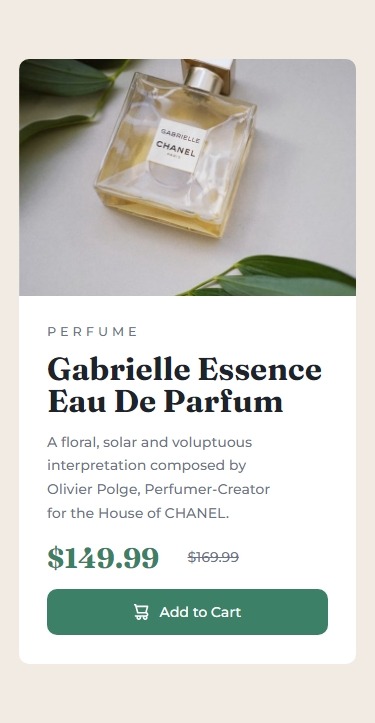 GABRIELLE
CHANEL
PARIS
PERFUME
Gabrielle Essence
Eau De Parfum
A floral, solar and voluptuous
interpretation composed by
Olivier Polge, Perfumer-Creator
for the House of CHANEL.
$149.99 $169.99
Add to Cart